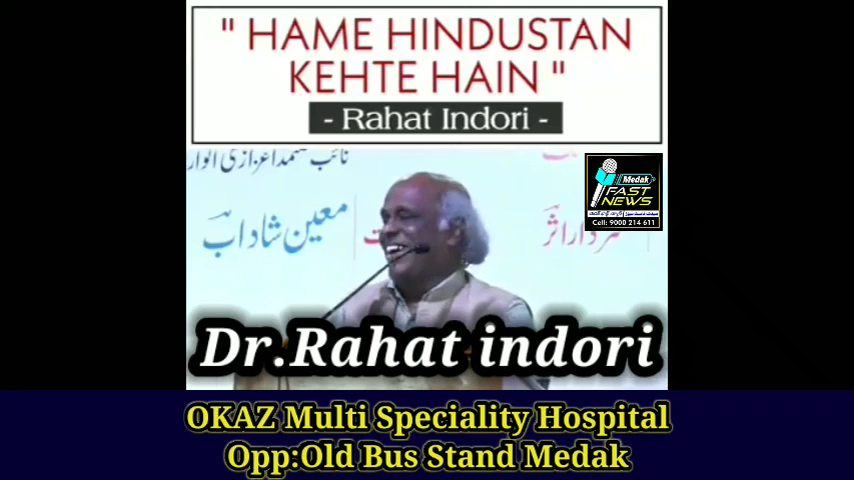 " HAME HINDUSTAN
KEHTE HAIN "
- Rahat Indori -
معین شاداب
Medak
FAST
NEWS
Cell: 9000 214 611
Dr.Rahat indori
OKAZ Multi Speciality Hospital
Opp:Old Bus Stand Medak